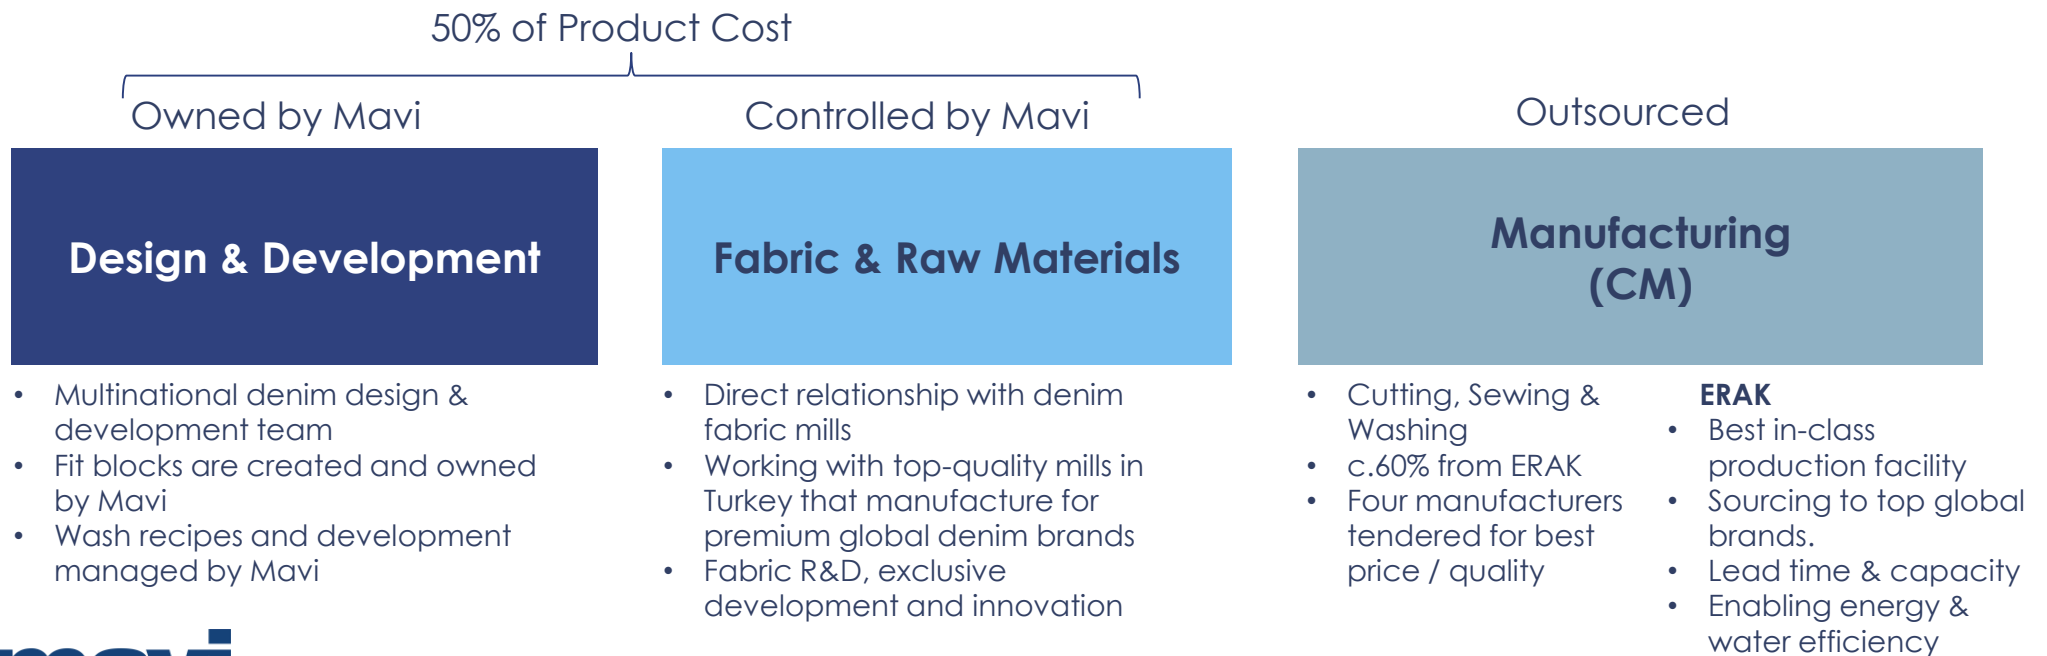 50% of Product Cost
Owned by Mavi
Controlled by Mavi
Outsourced
Design & Development
Fabric & Raw Materials
Manufacturing
(CM)
• Multinational denim design &
development team
• Fit blocks are created and owned
by Mavi
• Wash recipes and development
managed by Mavi
• Direct relationship with denim
fabric mills
• Working with top-quality mills in
Turkey that manufacture for
premium global denim brands
• Fabric R&D, exclusive
development and innovation
• Cutting, Sewing &
Washing
• c.60% from ERAK
• Four manufacturers
tendered for best
price / quality
ERAK
• Best in-class
production facility
• Sourcing to top global
brands.
• Lead time & capacity
• Enabling energy &
water efficiency
mavi